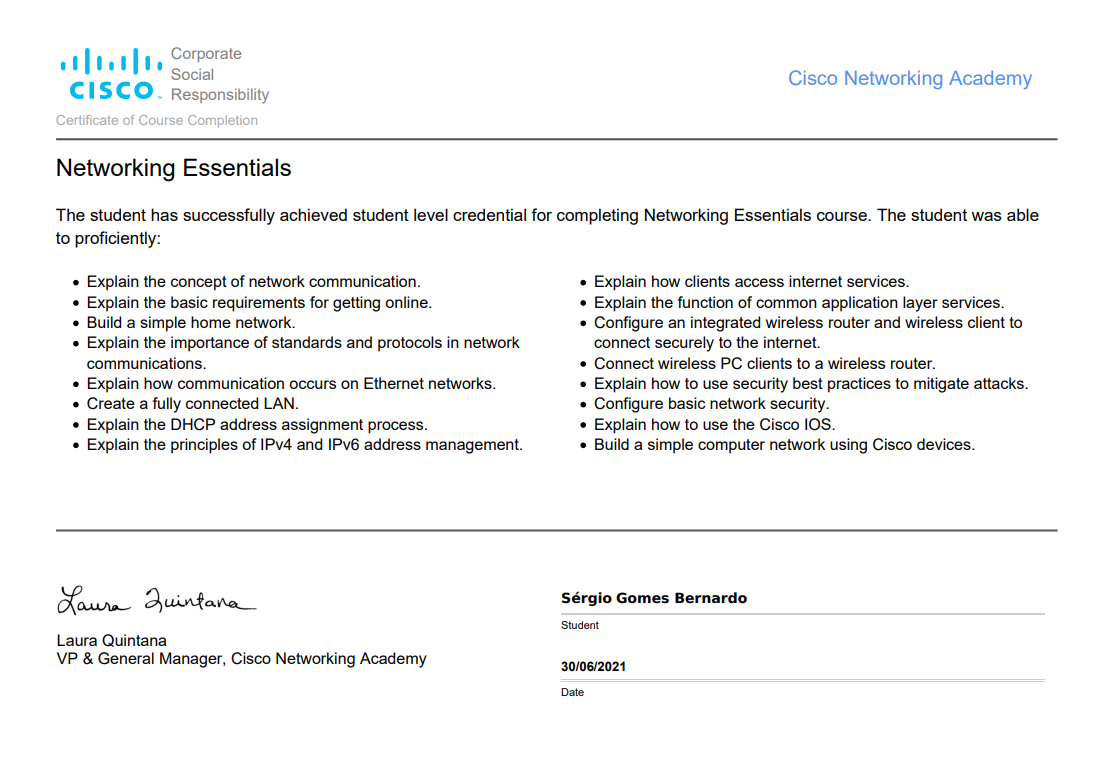 Corporate
Social
CISCO™ Responsibility
Cisco Networking Academy
Certificate of Course Completion
Networking Essentials
The student has successfully achieved student level credential for completing Networking Essentials course. The student was able
to proficiently:
• Explain the concept of network communication.
• Explain the basic requirements for getting online.
• Build a simple home network.
• Explain the importance of standards and protocols in network
communications.
• Explain how communication occurs on Ethernet networks.
• Create a fully connected LAN.
• Explain the DHCP address assignment process.
• Explain the principles of IPv4 and IPv6 address management.
• Explain how clients access internet services.
• Explain the function of common application layer services.
• Configure an integrated wireless router and wireless client to
connect securely to the internet.
• Connect wireless PC clients to a wireless router.
• Explain how to use security best practices to mitigate attacks.
• Configure basic network security.
• Explain how to use the Cisco IOS.
• Build a simple computer network using Cisco devices.
Laura Quintana
Laura Quintana
VP & General Manager, Cisco Networking Academy
Sérgio Gomes Bernardo
Student
30/06/2021
Date